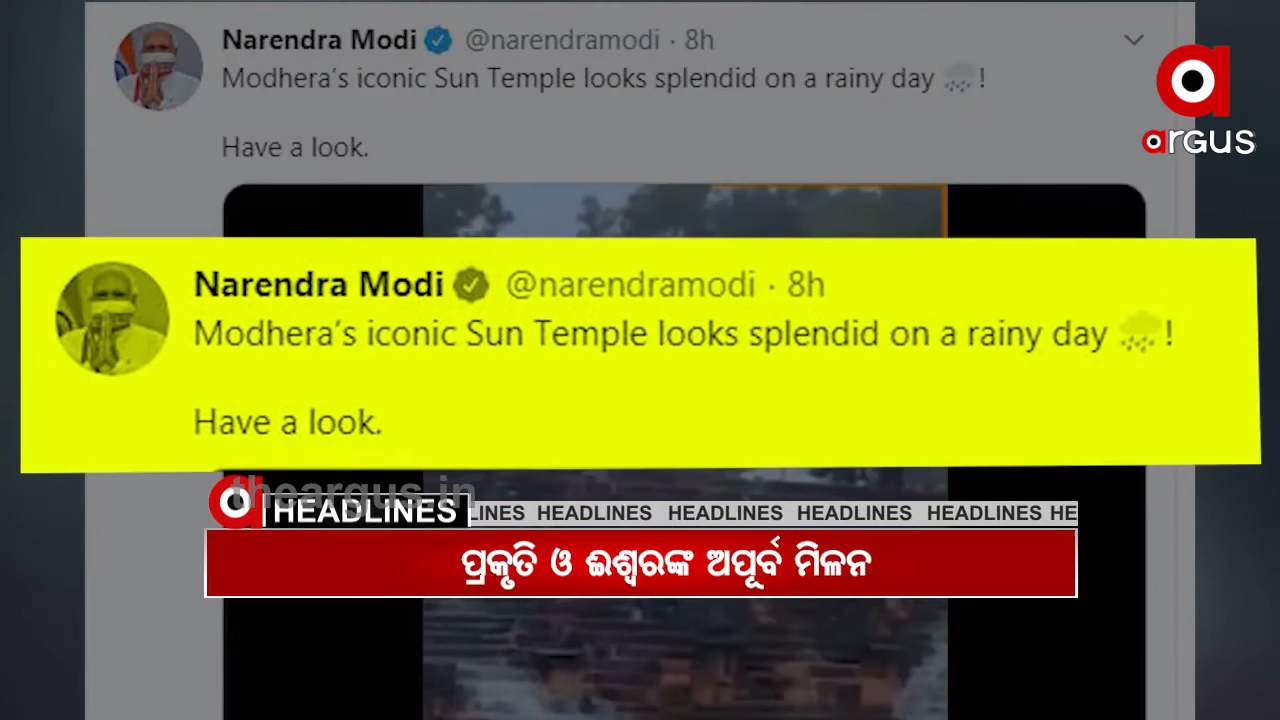 Narendra Modi @narendramodi · 8h
Modhera's iconic Sun Temple looks splendid on a rainy day 🌧!
Have a look.
argus
Narendra Modi @narendramodi · 8h
Modhera's iconic Sun Temple looks splendid on a rainy day 🌧!
Have a look.
theargus.in
HEADLINES LINES HEADLINES HEADLINES HEADLINES HEADLINES HE
ପ୍ରକୃତି ଓ ଈଶ୍ୱରଙ୍କ ଅପୂର୍ବ ମିଳନ